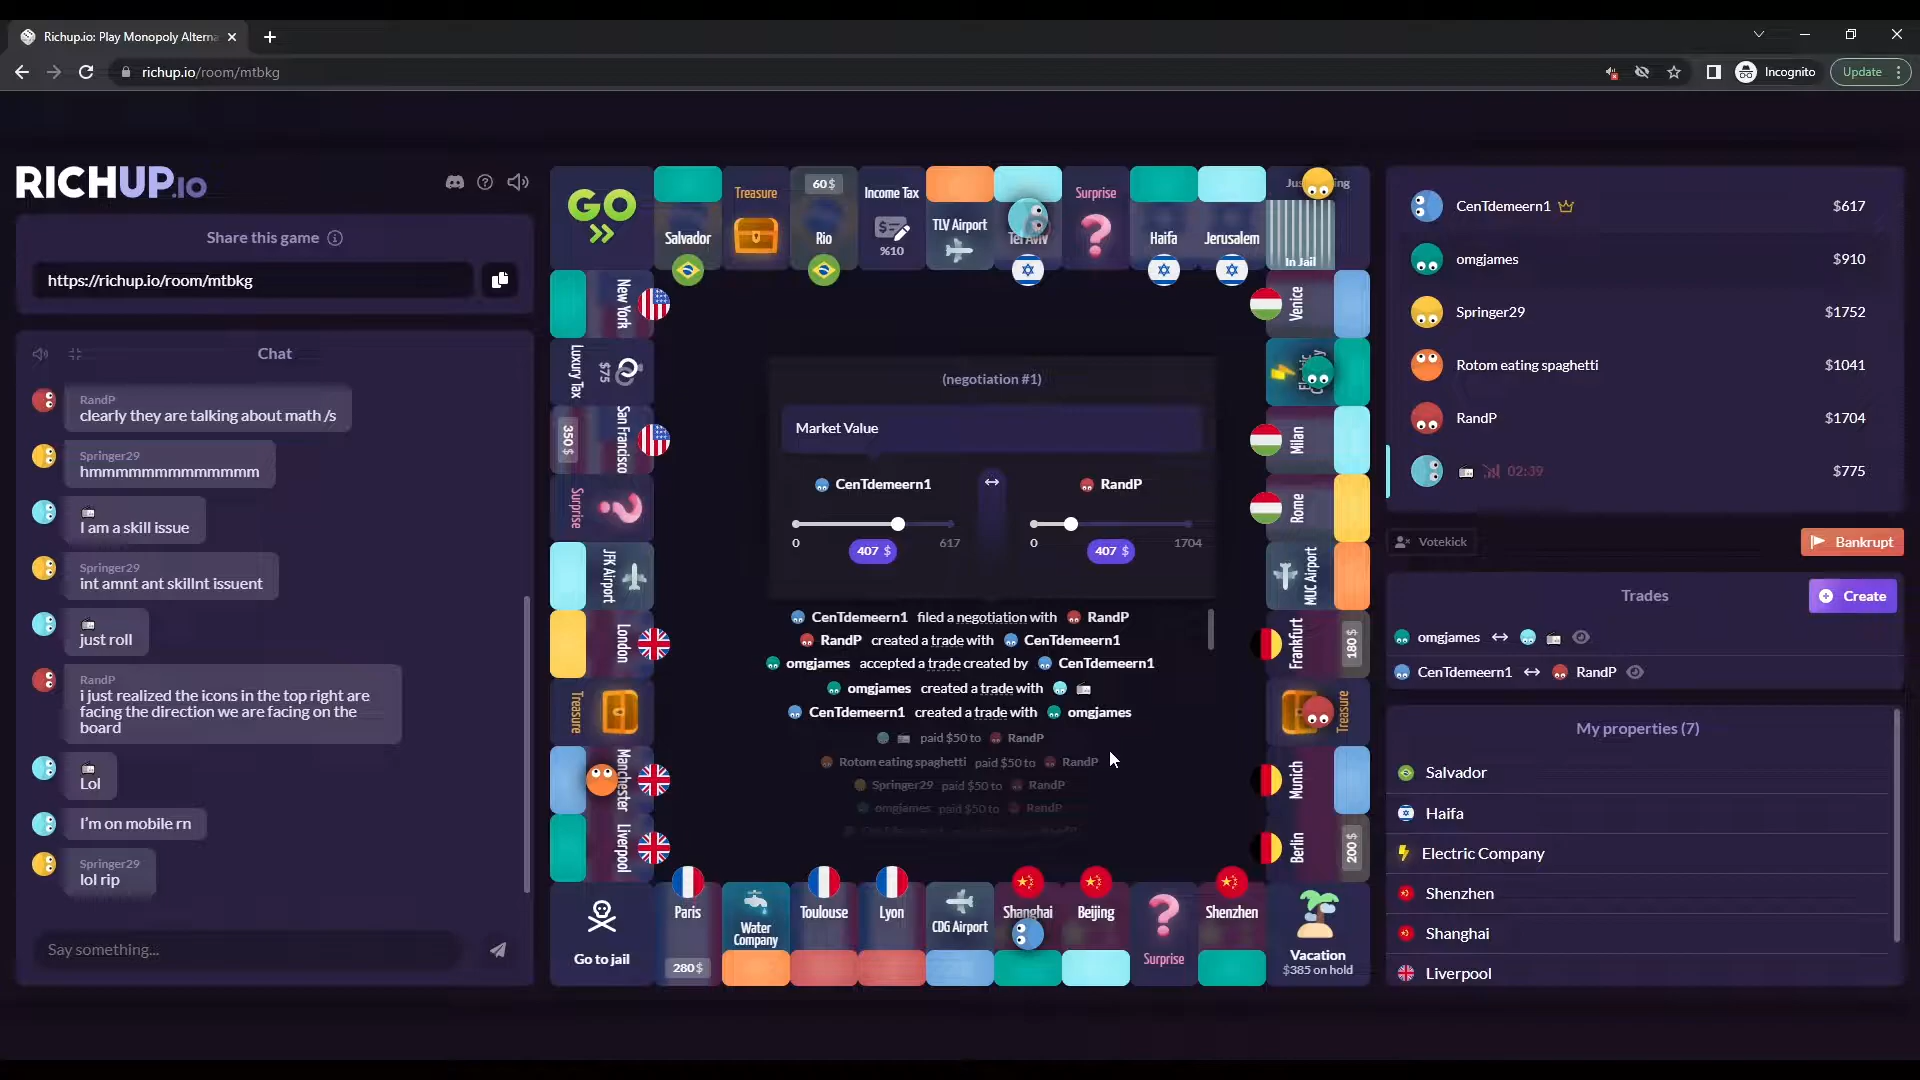 Richup.io: Play Monopoly Alterna
richup.io/room/mtbkg
Incognito
Update
RICHUP.IO
Share this game
https://richup.io/room/mtbkg
Chat
RandP
clearly they are talking about math /s
Springer29
hmmmmmmmmmmmmm
I am a skill issue
Springer29
int amnt ant skillnt issuent
just roll
RandP
i just realized the icons in the top right are
facing the direction we are facing on the
board
Lol
I'm on mobile rn
Springer29
lol rip
Say something...
GO
Salvador
Treasure
60$
Rio
Income Tax
%10
TLV Airport
Tel Aviv
Surprise
Haifa
Jerusalem
In Jail
Venice
Milan
Rome
MUC Airport
Frankfurt
180$
Treasure
Munich
Berlin
200$
Vacation
$385 on hold
Shenzhen
Surprise
Beijing
Shanghai
CDG Airport
Lyon
Toulouse
Water
Company
Paris
280$
Go to jail
Liverpool
Manchester
Treasure
London
JFK Airport
Surprise
San Francisco
350$
Luxury Tax
$75
New York
(negotiation #1)
Market Value
CenTdemeern1
RandP
0
407 $
617
0
407 $
1704
CenTdemeern1 filed a negotiation with RandP
RandP created a trade with CenTdemeern1
omgjames accepted a trade created by CenTdemeern1
omgjames created a trade with
CenTdemeern1 created a trade with omgjames
paid $50 to RandP
Rotom eating spaghetti paid $50 to RandP
Springer29 paid $50 to RandP
omgjames paid $50 to RandP
CenTdemeern1
$617
omgjames
$910
Springer29
$1752
Rotom eating spaghetti
$1041
RandP
$1704
02:39
$775
Votekick
Bankrupt
Trades
Create
omgjames
CenTdemeern1
RandP
My properties (7)
Salvador
Haifa
Electric Company
Shenzhen
Shanghai
Liverpool